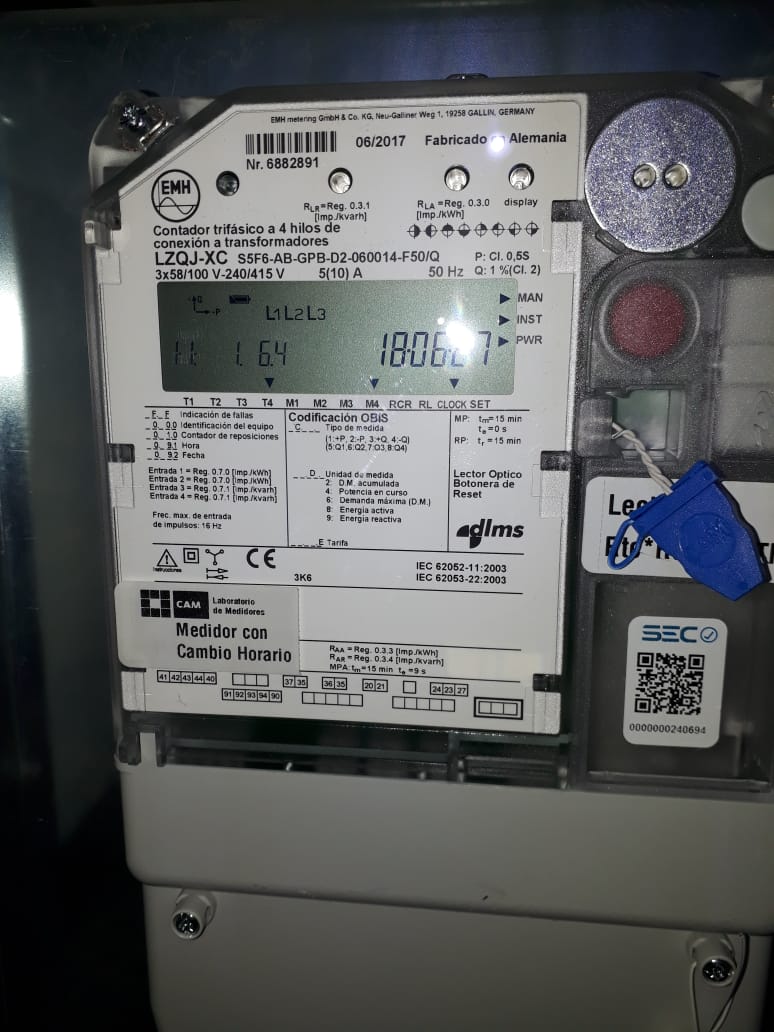 EMH metering GmbH & Co. KG, Neu-Galliner Weg 1, 19258 GALLIN, GERMANY
06/2017 Fabricado en Alemania
Nr. 6882891
EMH
RLR=Reg. 0.3.1 [Imp./kvarh]
RLA=Reg. 0.3.0 [Imp./kWh]
display
Contador trifásico a 4 hilos de
conexión a transformadores
LZQJ-XC S5F6-AB-GPB-D2-060014-F50/Q P: Cl. 0,5S
3x58/100 V-240/415 V 5(10) A 50 Hz Q: 1 %(Cl. 2)
+Q
-P
L1L2L3
1. 6.4
MAN
INST
PWR
T1 T2 T3 T4 M1 M2 M3 M4 RCR RL CLOCK SET
_ F. F Indicación de fallas
_ 0. 0.0 Identificación del equipo
_ 0. 1.0 Contador de reposiciones
_ 0. 9.1 Hora
_ 0. 9.2 Fecha
Entrada 1 = Reg. 0.7.0 [Imp./kWh]
Entrada 2 = Reg. 0.7.0 [Imp./kWh]
Entrada 3 = Reg. 0.7.1 [Imp./kvarh]
Entrada 4 = Reg. 0.7.1 [Imp./kvarh]
Frec. max. de entrada
de impulsos: 16 Hz
Codificación OBIS
_C_._ _ Tipo de medida
(1:+P, 2:-P, 3:+Q, 4:-Q)
(5:Q1,6:Q2,7:Q3,8:Q4)
_ _._D_._ Unidad de medida
2: D.M. acumulada
4: Potencia en curso
6: Demanda máxima (D.M.)
8: Energía activa
9: Energía reactiva
_ _._ _._E Tarifa
MP: tm=15 min
te=0 s
RP: tr=15 min
Lector Optico
Botonera de
Reset
dlms
Instrucciones
CE
3K6
IEC 62052-11:2003
IEC 62053-22:2003
CAM Laboratorio
de Medidores
Medidor con
Cambio Horario
RAA=Reg. 0.3.3 [Imp./kWh]
RAR=Reg. 0.3.4 [Imp./kvarh]
MPA: tm=15 min te=9 s
41 42 43 44 40
91 92 93 94 90
37 35
36 35
20 21
24 23 27
SEC
0000000240694